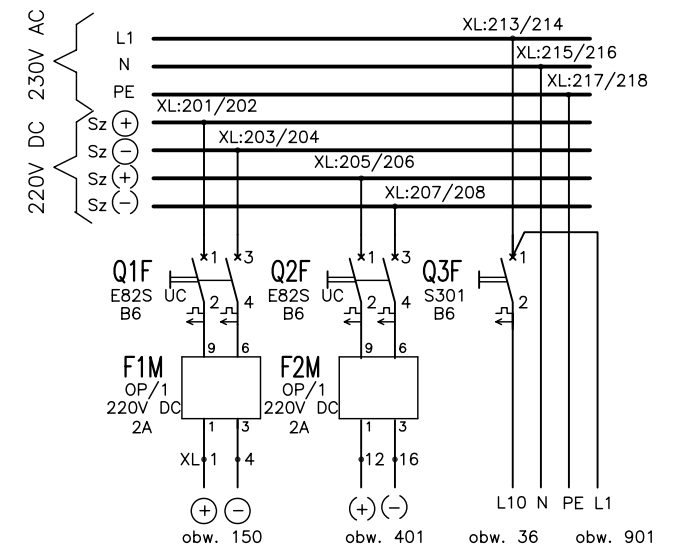 230V AC
L1
N
PE
220V DC
Sz (+)
Sz (-)
Sz (+)
Sz (-)
XL:213/214
XL:215/216
XL:217/218
XL:201/202
XL:203/204
XL:205/206
XL:207/208
Q1F
E82S UC
B6
1 3
2 4
Q2F
E82S UC
B6
1 3
2 4
Q3F
S301
B6
1
2
F1M
OP/1
220V DC
2A
9 6
1 3
F2M
OP/1
220V DC
2A
9 6
1 3
XL 1 4
12 16
+ -
(+) (-)
L10 N PE L1
obw. 150
obw. 401
obw. 36
obw. 901